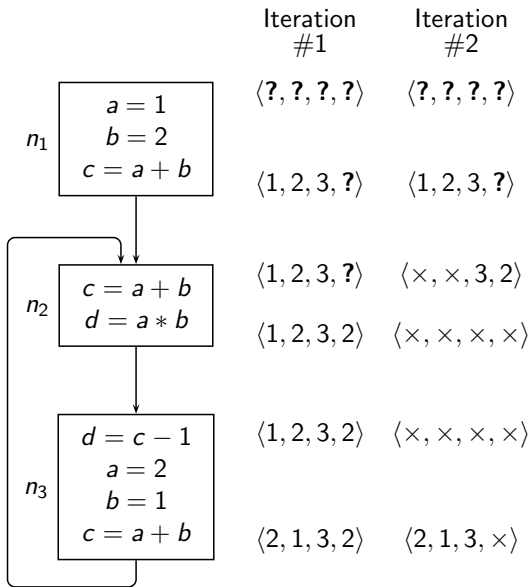 Iteration Iteration
#1 #2
⟨?, ?, ?, ?⟩ ⟨?, ?, ?, ?⟩
a = 1
n1 b = 2
c = a + b
⟨1, 2, 3, ?⟩ ⟨1, 2, 3, ?⟩
⟨1, 2, 3, ?⟩ ⟨×, ×, 3, 2⟩
n2 c = a + b
d = a ∗ b
⟨1, 2, 3, 2⟩ ⟨×, ×, ×, ×⟩
d = c − 1 ⟨1, 2, 3, 2⟩ ⟨×, ×, ×, ×⟩
a = 2
n3 b = 1
c = a + b
⟨2, 1, 3, 2⟩ ⟨2, 1, 3, ×⟩